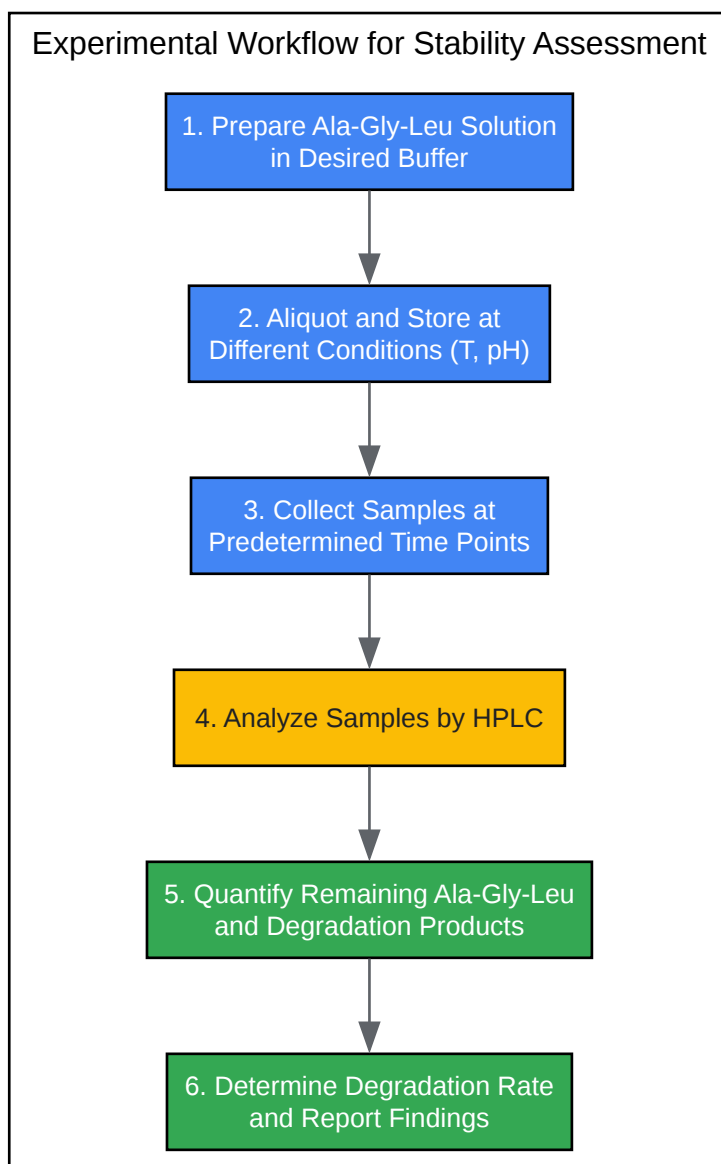 Experimental Workflow for Stability Assessment
1. Prepare Ala-Gly-Leu Solution
in Desired Buffer
2. Aliquot and Store at
Different Conditions (T, pH)
3. Collect Samples at
Predetermined Time Points
4. Analyze Samples by HPLC
5. Quantify Remaining Ala-Gly-Leu
and Degradation Products
6. Determine Degradation Rate
and Report Findings